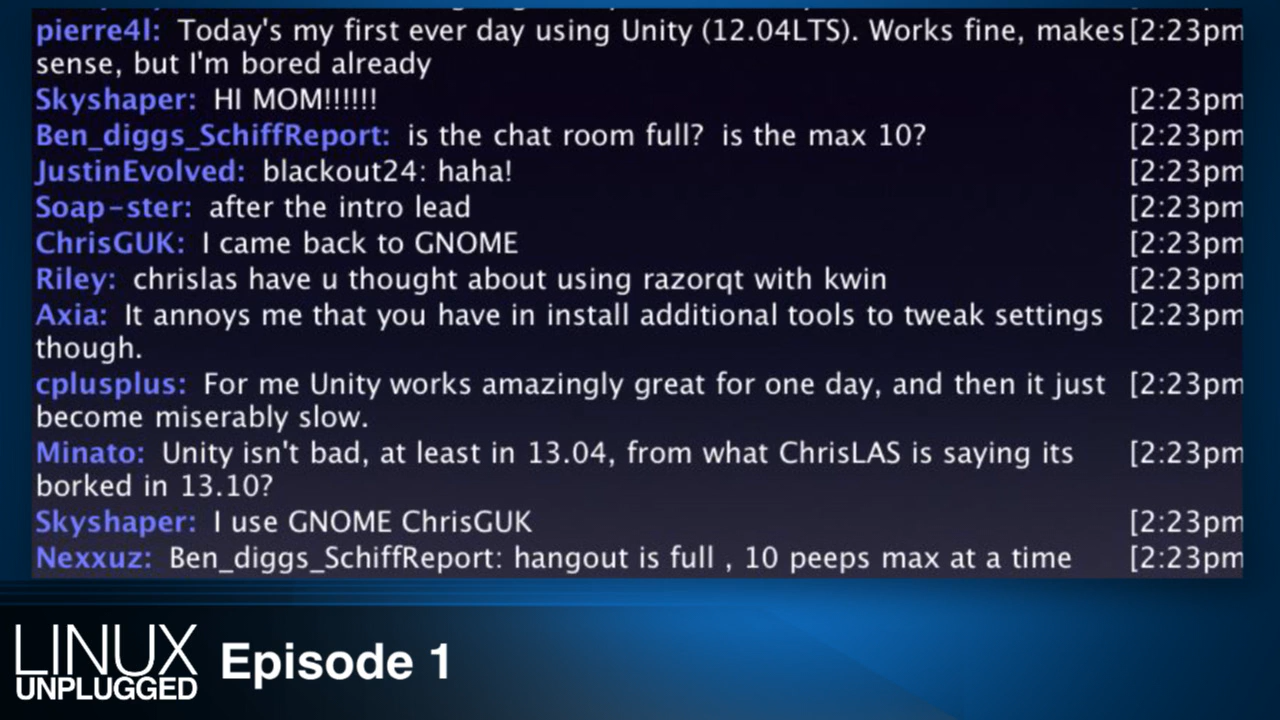 pierre4l: Today's my first ever day using Unity (12.04LTS). Works fine, makes [2:23pm
sense, but I'm bored already
Skyshaper: HI MOM!!!!!! [2:23pm
Ben_diggs_SchiffReport: is the chat room full? is the max 10? [2:23pm
JustinEvolved: blackout24: haha! [2:23pm
Soap-ster: after the intro lead [2:23pm
ChrisGUK: I came back to GNOME [2:23pm
Riley: chrislas have u thought about using razorqt with kwin [2:23pm
Axia: It annoys me that you have in install additional tools to tweak settings [2:23pm
though.
cplusplus: For me Unity works amazingly great for one day, and then it just [2:23pm
become miserably slow.
Minato: Unity isn't bad, at least in 13.04, from what ChrisLAS is saying its [2:23pm
borked in 13.10?
Skyshaper: I use GNOME ChrisGUK [2:23pm
Nexxuz: Ben_diggs_SchiffReport: hangout is full , 10 peeps max at a time [2:23pm
LINUX
UNPLUGGED
Episode 1